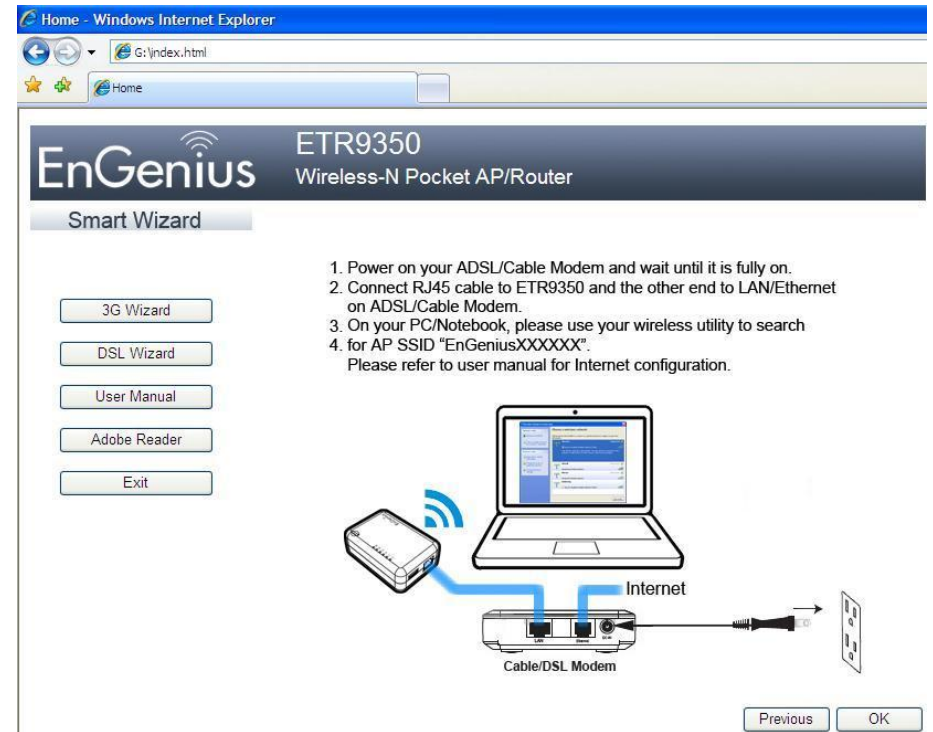 Home - Windows Internet Explorer
G:\index.html
Home
EnGenius
ETR9350
Wireless-N Pocket AP/Router
Smart Wizard
3G Wizard
DSL Wizard
User Manual
Adobe Reader
Exit
1. Power on your ADSL/Cable Modem and wait until it is fully on.
2. Connect RJ45 cable to ETR9350 and the other end to LAN/Ethernet
on ADSL/Cable Modem.
3. On your PC/Notebook, please use your wireless utility to search
4. for AP SSID “EnGeniusXXXXXX”.
Please refer to user manual for Internet configuration.
Internet
LAN
Cable/DSL Modem
Previous
OK